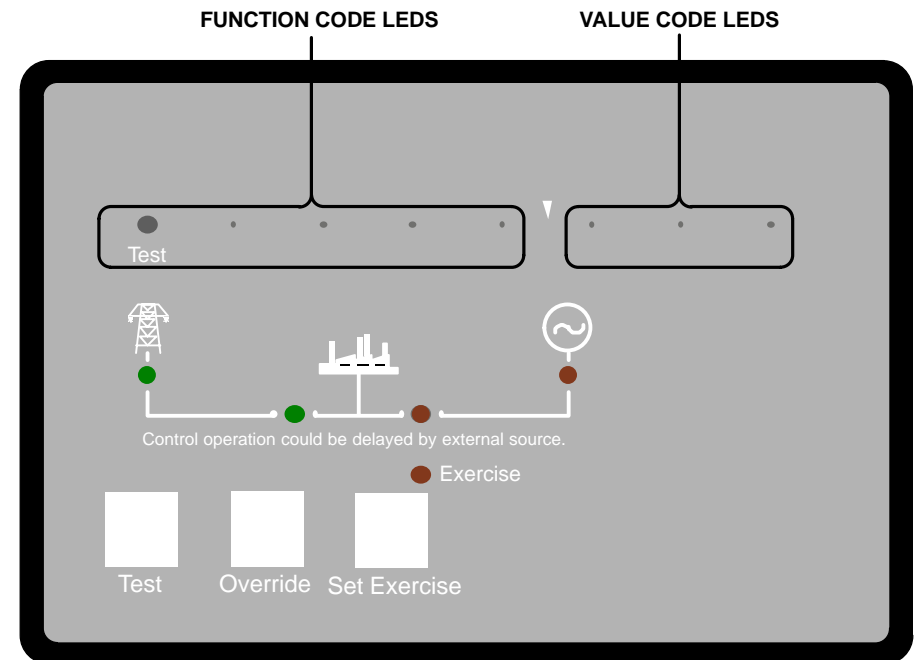 FUNCTION CODE LEDS
VALUE CODE LEDS
Test
Control operation could be delayed by external source.
Exercise
Test
Override
Set Exercise